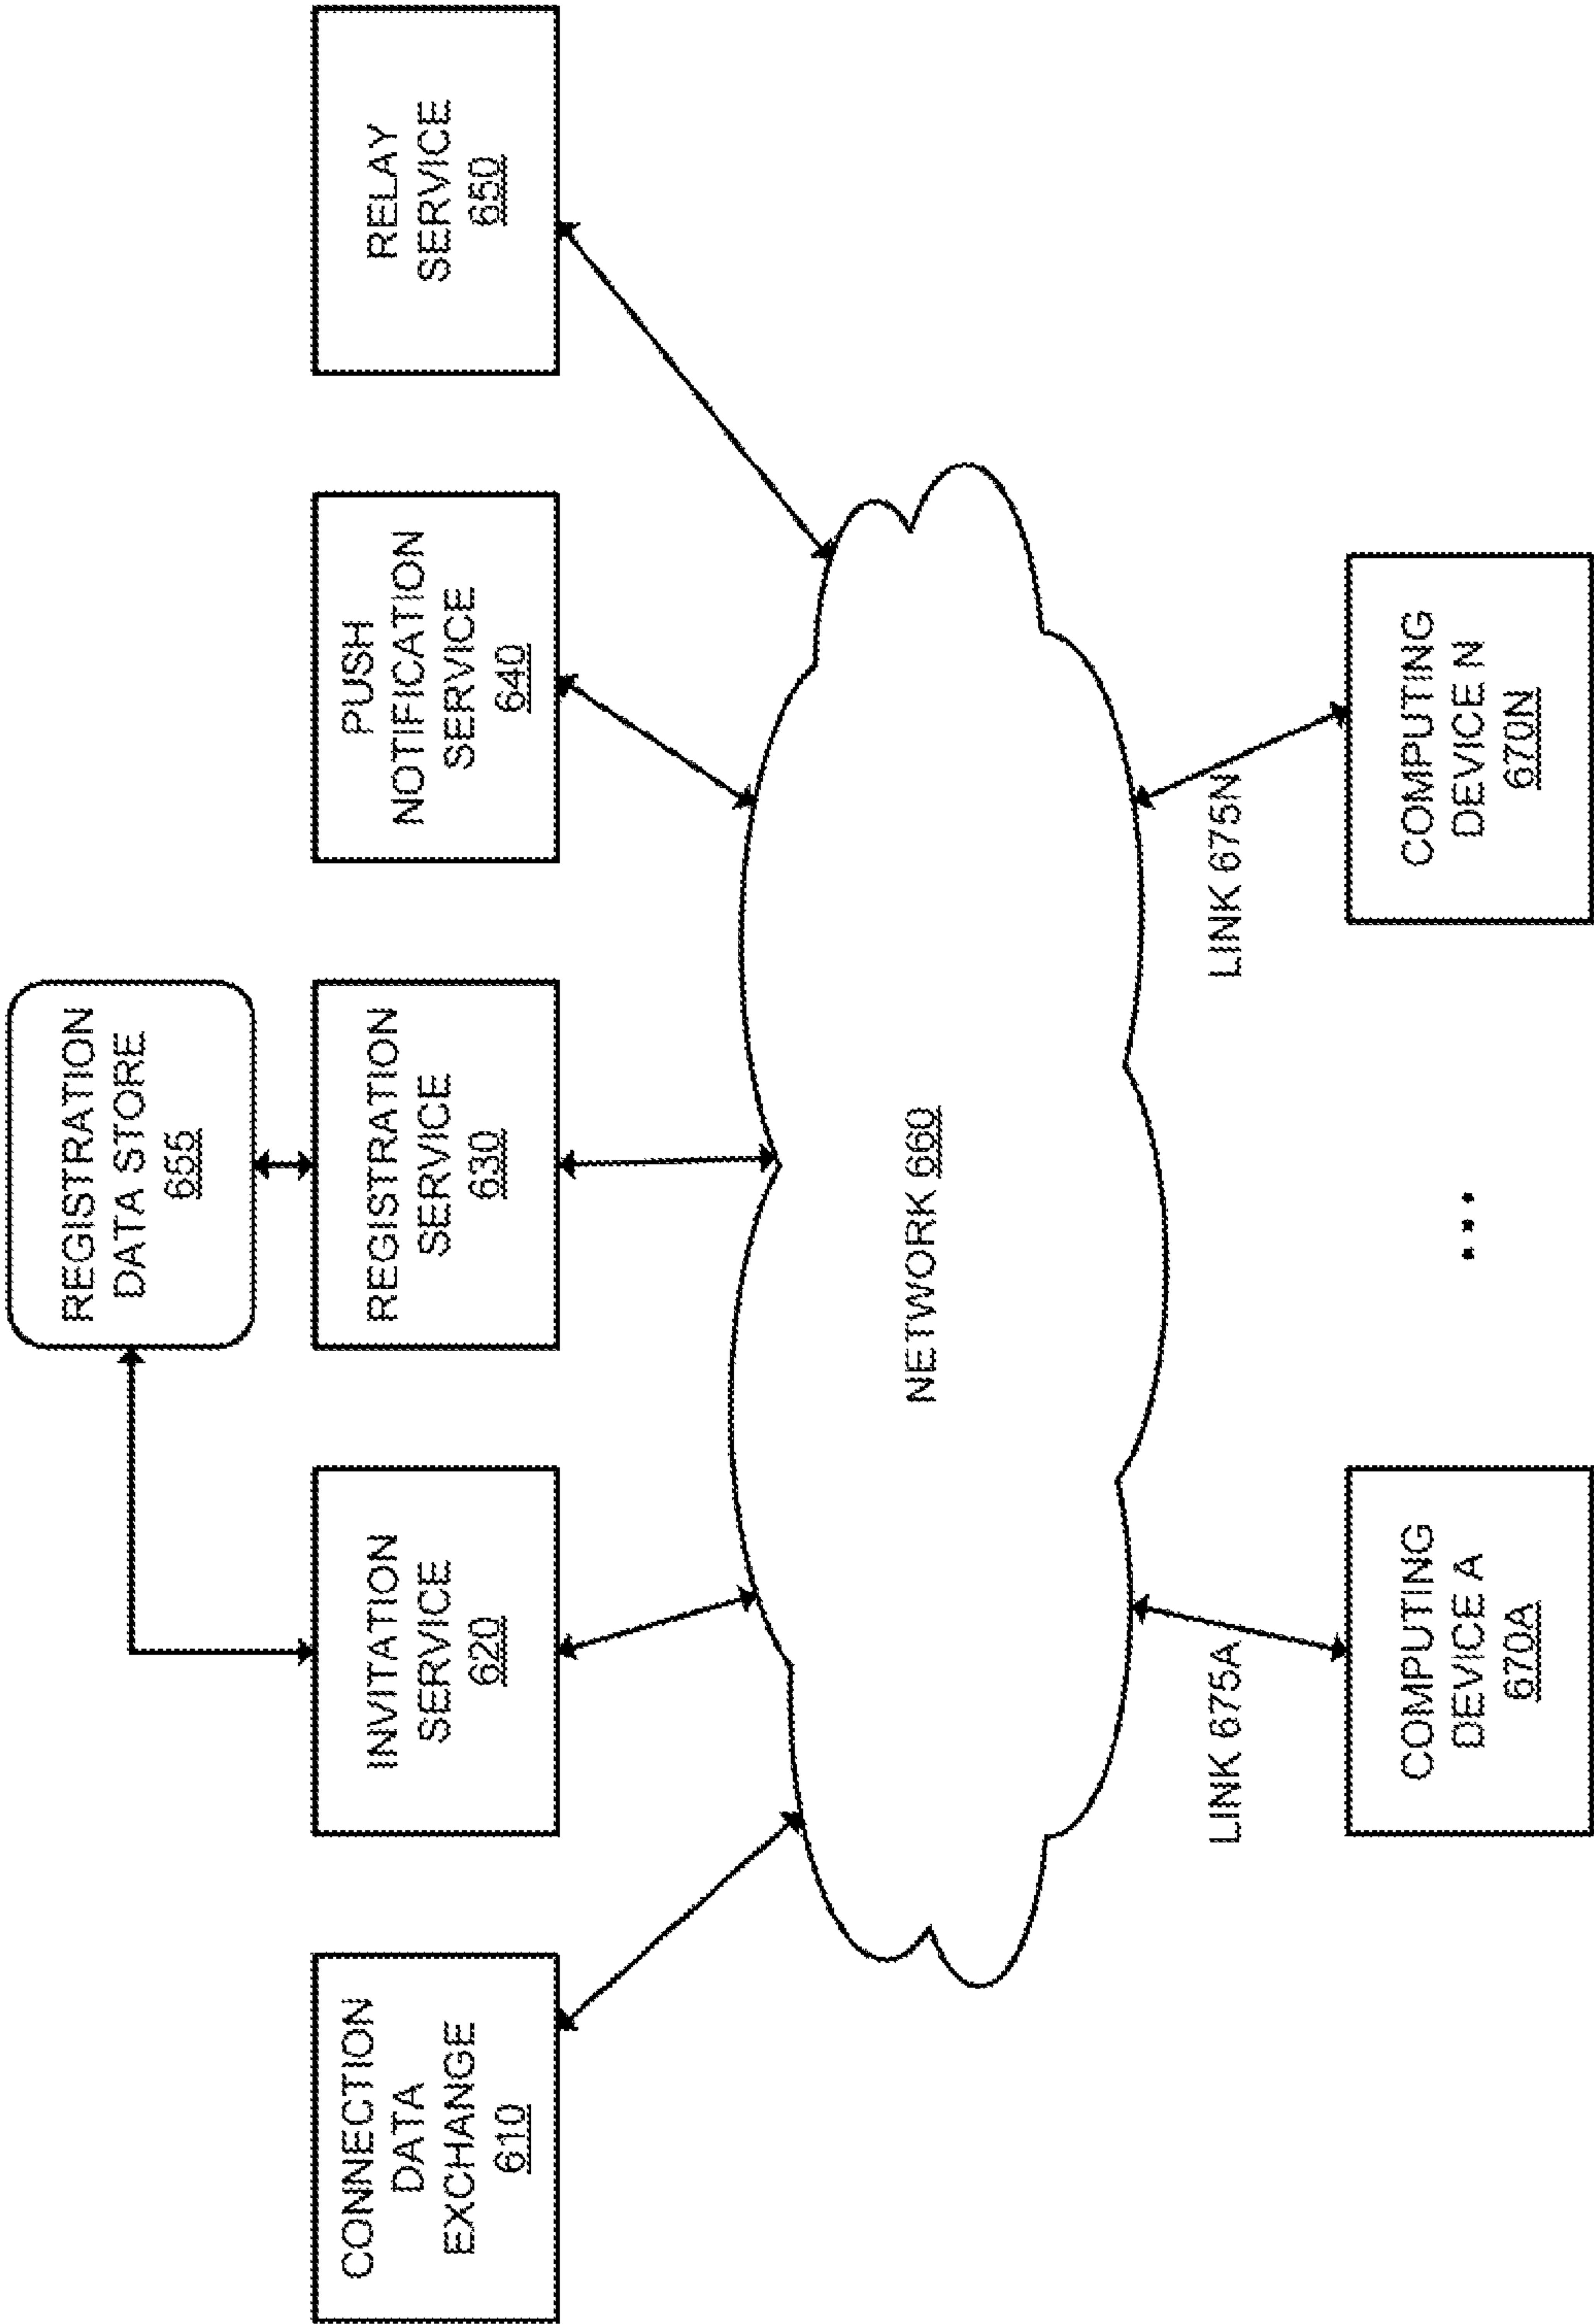 REGISTRATION
DATA STORE
655
CONNECTION
DATA
EXCHANGE
610
INVITATION
SERVICE
620
REGISTRATION
SERVICE
630
PUSH
NOTIFICATION
SERVICE
640
RELAY
SERVICE
650
NETWORK 660
LINK 675A
LINK 675N
COMPUTING
DEVICE A
670A
...
COMPUTING
DEVICE N
670N